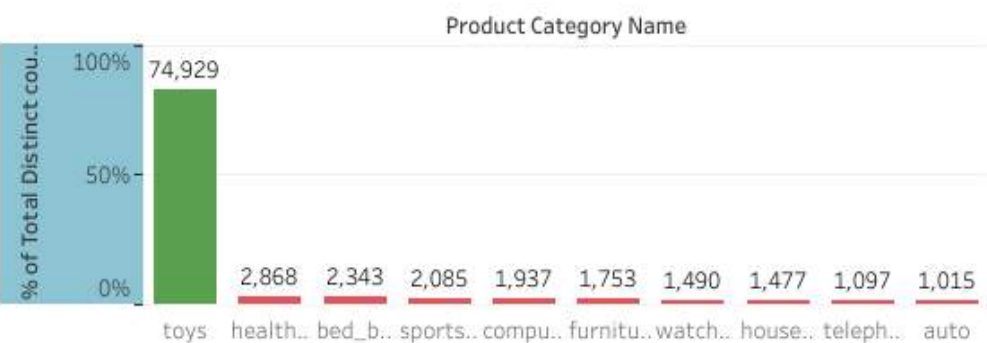 Product Category Name
% of Total Distinct cou..
100%
50%
0%
74,929
2,868 2,343 2,085 1,937 1,753 1,490 1,477 1,097 1,015
toys health.. bed_b.. sports.. compu.. furnitu.. watch.. house.. teleph.. auto